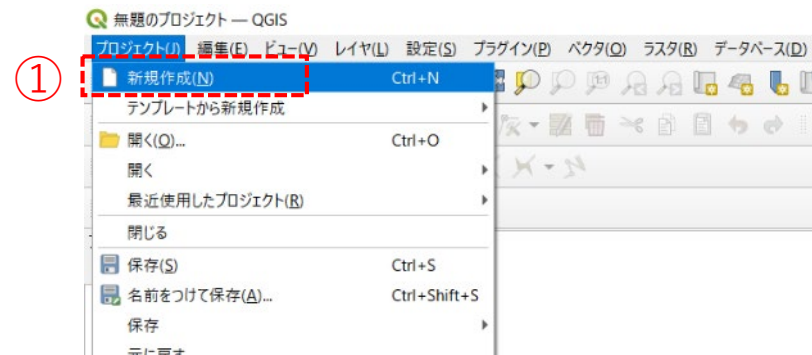 無題のプロジェクト — QGIS
プロジェクト(J) 編集(E) ビュー(V) レイヤ(L) 設定(S) プラグイン(P) ベクタ(O) ラスタ(R) データベース(D)
① 新規作成(N) Ctrl+N
テンプレートから新規作成
開く(O)... Ctrl+O
開く
最近使用したプロジェクト(R)
閉じる
保存(S) Ctrl+S
名前をつけて保存(A)... Ctrl+Shift+S
保存
元に戻す